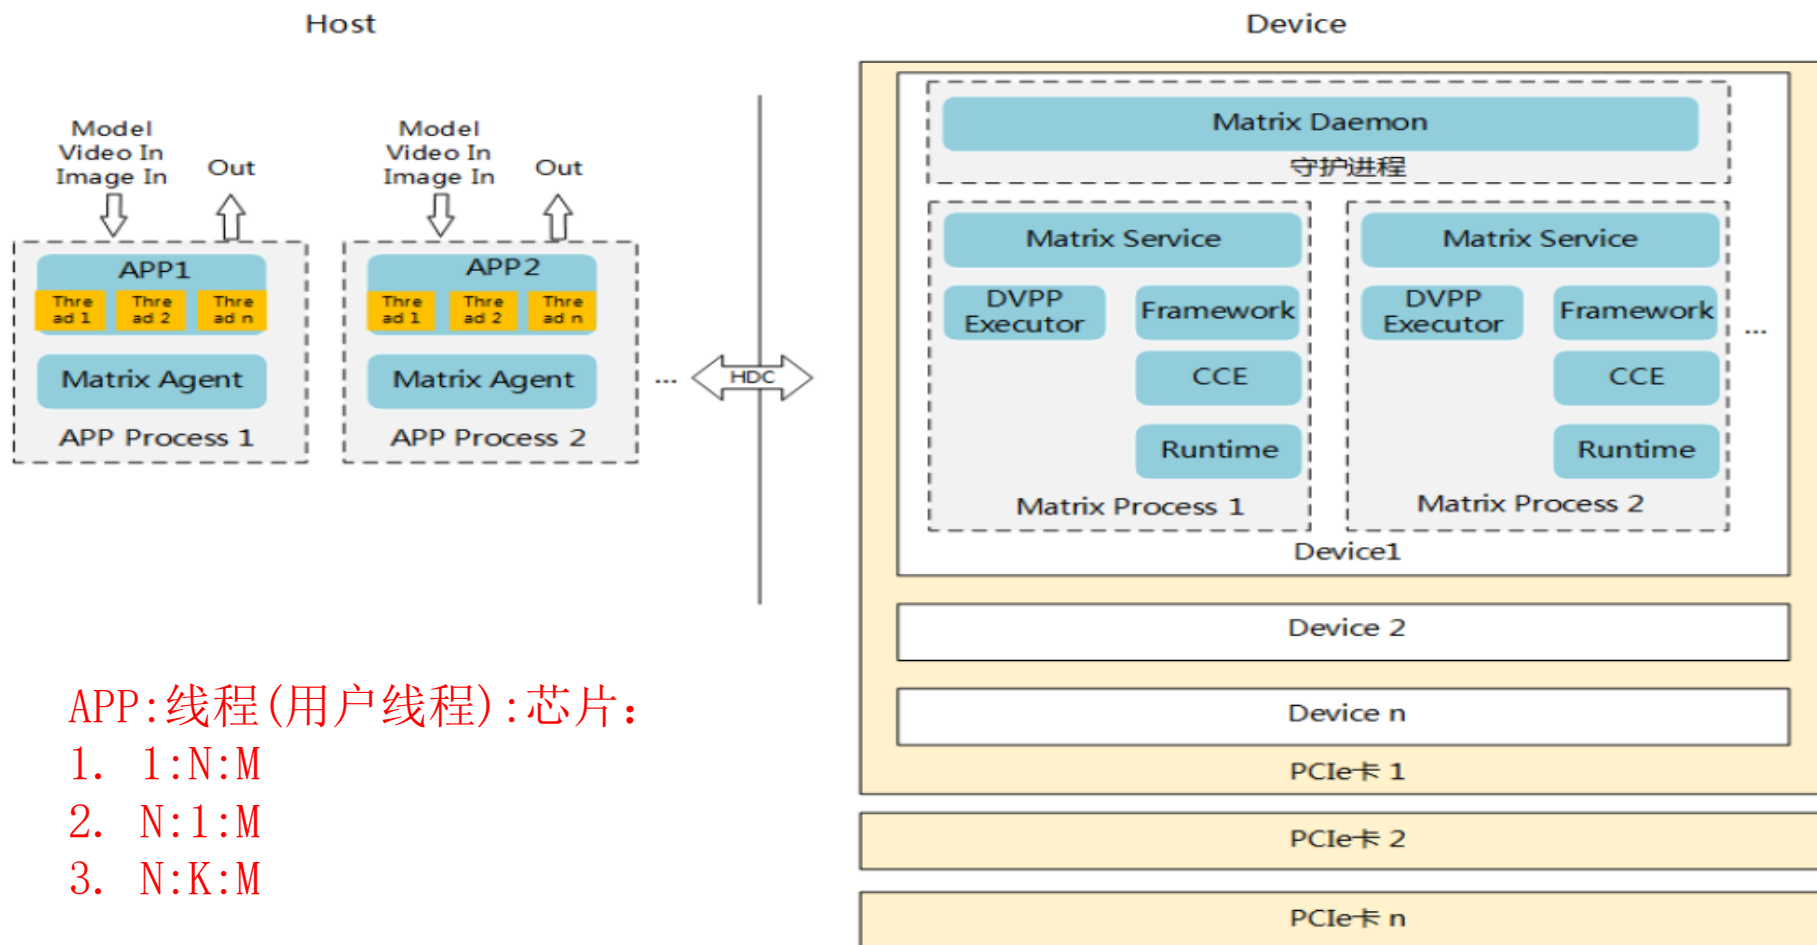 Host
Model
Video In
Image In
Out
Model
Video In
Image In
Out
APP1
Thre
ad 1
Thre
ad 2
Thre
ad n
Matrix Agent
APP Process 1
APP2
Thre
ad 1
Thre
ad 2
Thre
ad n
Matrix Agent
APP Process 2
...
HDC
Device
Matrix Daemon
守护进程
Matrix Service
DVPP
Executor
Framework
CCE
Runtime
Matrix Process 1
Matrix Service
DVPP
Executor
Framework
CCE
Runtime
Matrix Process 2
...
Device1
Device 2
Device n
PCIe卡 1
PCIe卡 2
PCIe卡 n
APP:线程(用户线程):芯片：
1. 1:N:M
2. N:1:M
3. N:K:M